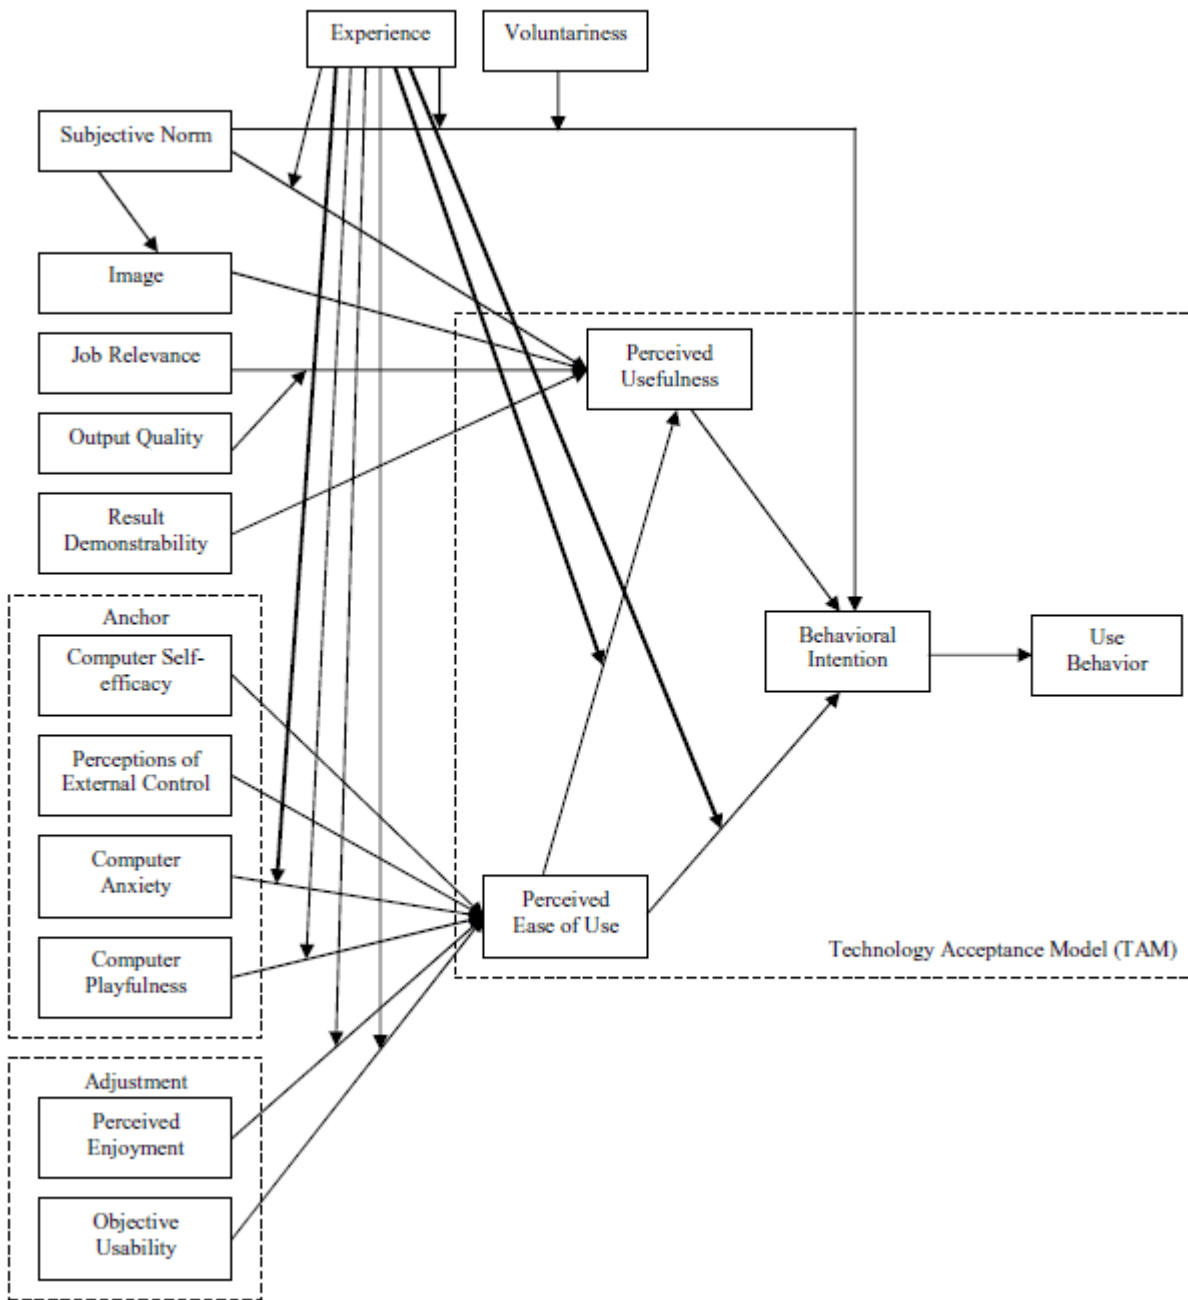 Experience
Voluntariness
Subjective Norm
Image
Job Relevance
Perceived
Usefulness
Output Quality
Result
Demonstrability
Anchor
Computer Self-
efficacy
Behavioral
Intention
Use
Behavior
Perceptions of
External Control
Computer
Anxiety
Perceived
Ease of Use
Computer
Playfulness
Technology Acceptance Model (TAM)
Adjustment
Perceived
Enjoyment
Objective
Usability